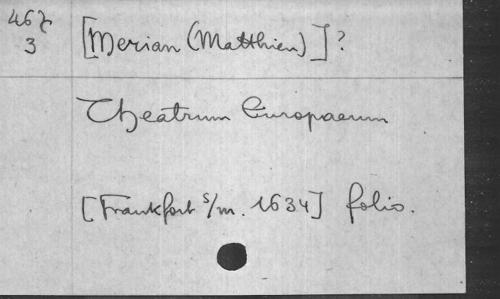 467
3
[Merian (Matthieu)]?
Theatrum Europaeum
[Frankfort s/m. 1634] folio.